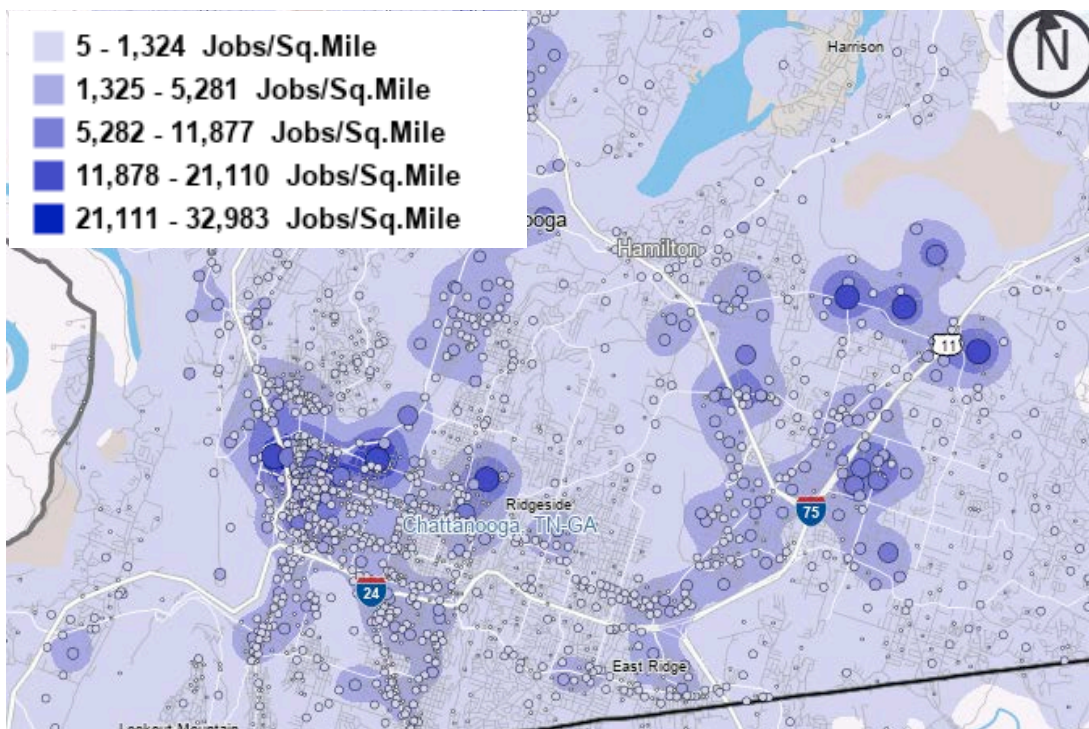 5 - 1,324 Jobs/Sq.Mile
1,325 - 5,281 Jobs/Sq.Mile
5,282 - 11,877 Jobs/Sq.Mile
11,878 - 21,110 Jobs/Sq.Mile
21,111 - 32,983 Jobs/Sq.Mile
Harrison
N
ooga
Hamilton
11
Ridgeside
Chattanooga, TN-GA
75
24
East Ridge
Lookout Mountain